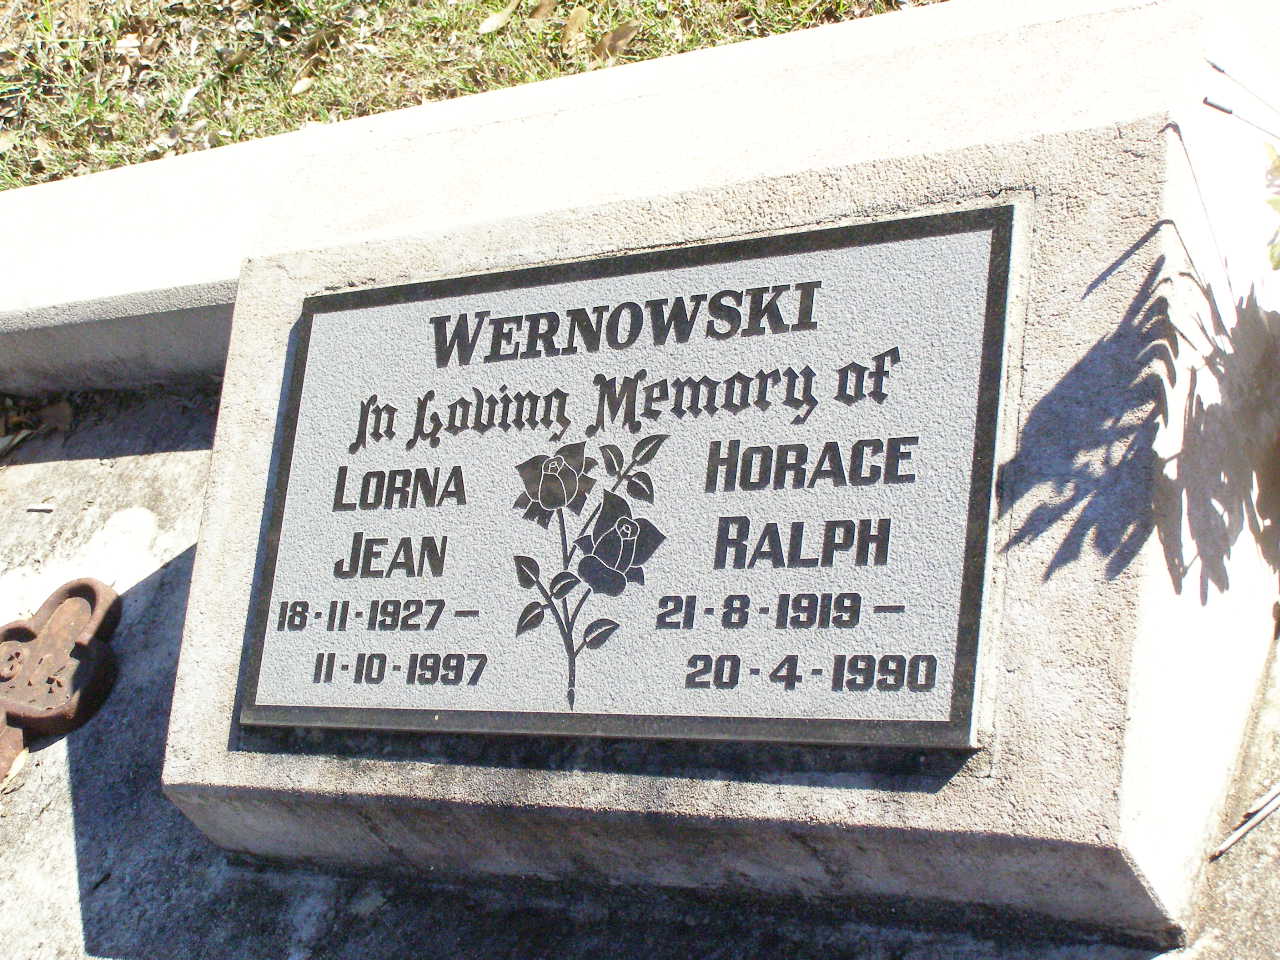 WERNOWSKI
In Loving Memory of
LORNA
JEAN
18-11-1927 –
11-10-1997
HORACE
RALPH
21-8-1919 –
20-4-1990